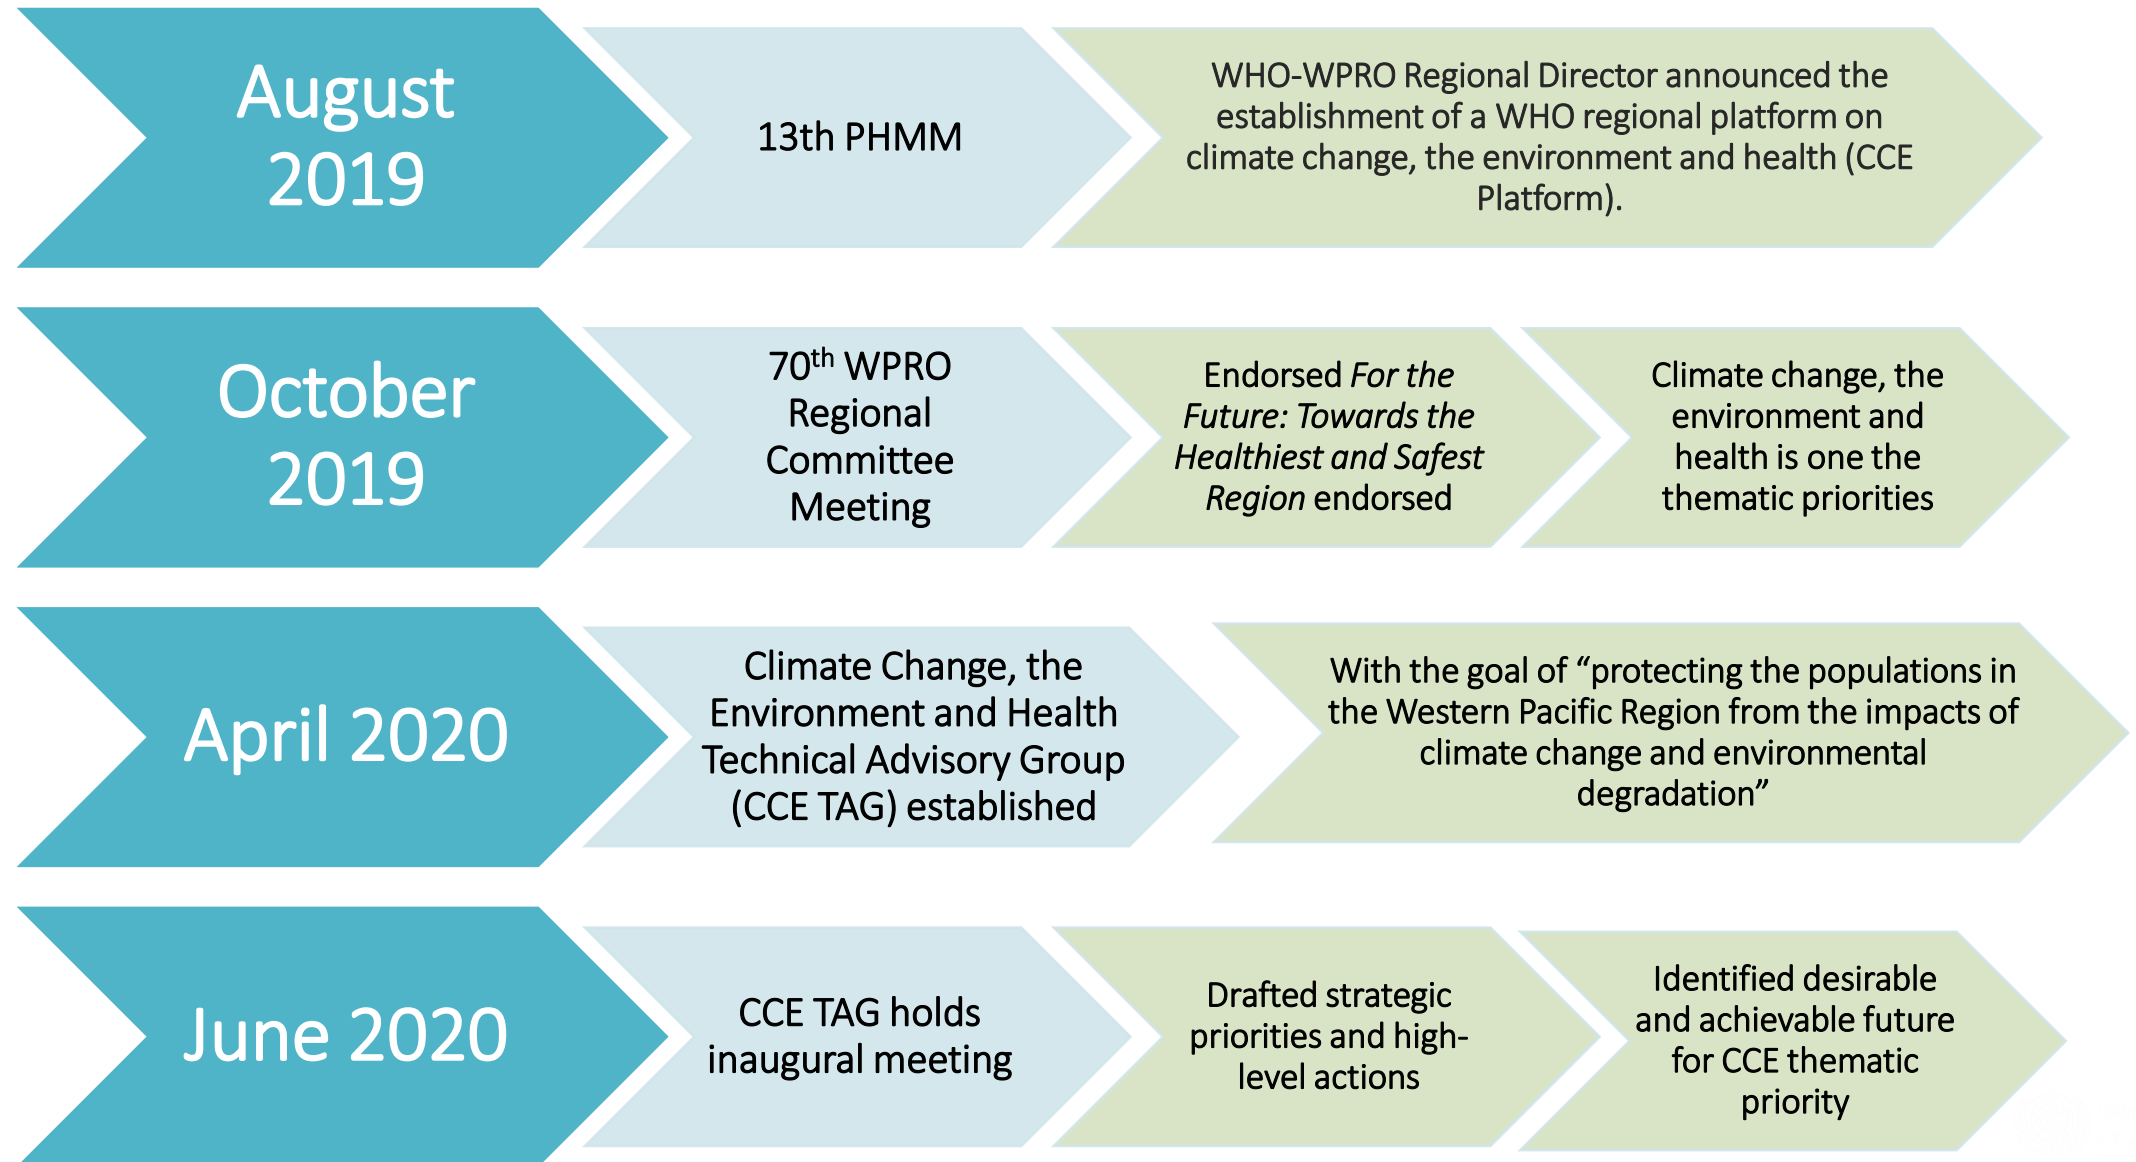 August
2019
13th PHMM
WHO-WPRO Regional Director announced the
establishment of a WHO regional platform on
climate change, the environment and health (CCE
Platform).
October
2019
70th WPRO
Regional
Committee
Meeting
Endorsed For the
Future: Towards the
Healthiest and Safest
Region endorsed
Climate change, the
environment and
health is one the
thematic priorities
April 2020
Climate Change, the
Environment and Health
Technical Advisory Group
(CCE TAG) established
With the goal of “protecting the populations in
the Western Pacific Region from the impacts of
climate change and environmental
degradation”
June 2020
CCE TAG holds
inaugural meeting
Drafted strategic
priorities and high-
level actions
Identified desirable
and achievable future
for CCE thematic
priority